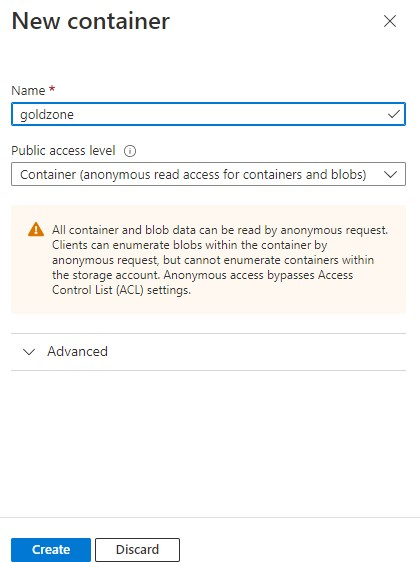 New container
Name *
goldzone
Public access level
Container (anonymous read access for containers and blobs)
All container and blob data can be read by anonymous request.
Clients can enumerate blobs within the container by
anonymous request, but cannot enumerate containers within
the storage account. Anonymous access bypasses Access
Control List (ACL) settings.
Advanced
Create
Discard